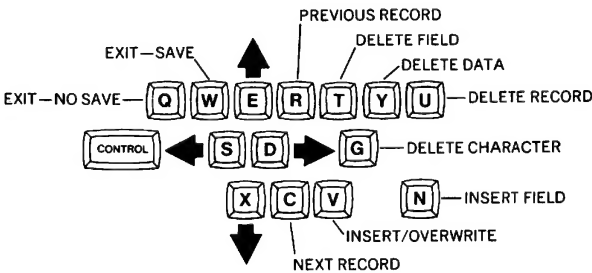 PREVIOUS RECORD
EXIT—SAVE
DELETE FIELD
DELETE DATA
EXIT—NO SAVE
Q W E R T Y U
DELETE RECORD
CONTROL
S D G
DELETE CHARACTER
X C V N
INSERT FIELD
INSERT/OVERWRITE
NEXT RECORD